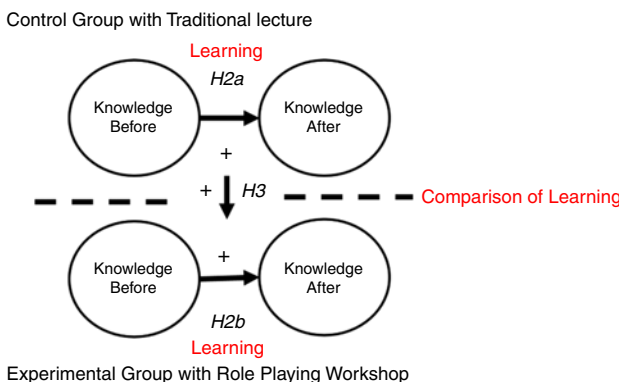 Control Group with Traditional lecture
Learning
H2a
Knowledge
Before
Knowledge
After
+
+
H3
Comparison of Learning
Knowledge
Before
+
Knowledge
After
H2b
Learning
Experimental Group with Role Playing Workshop